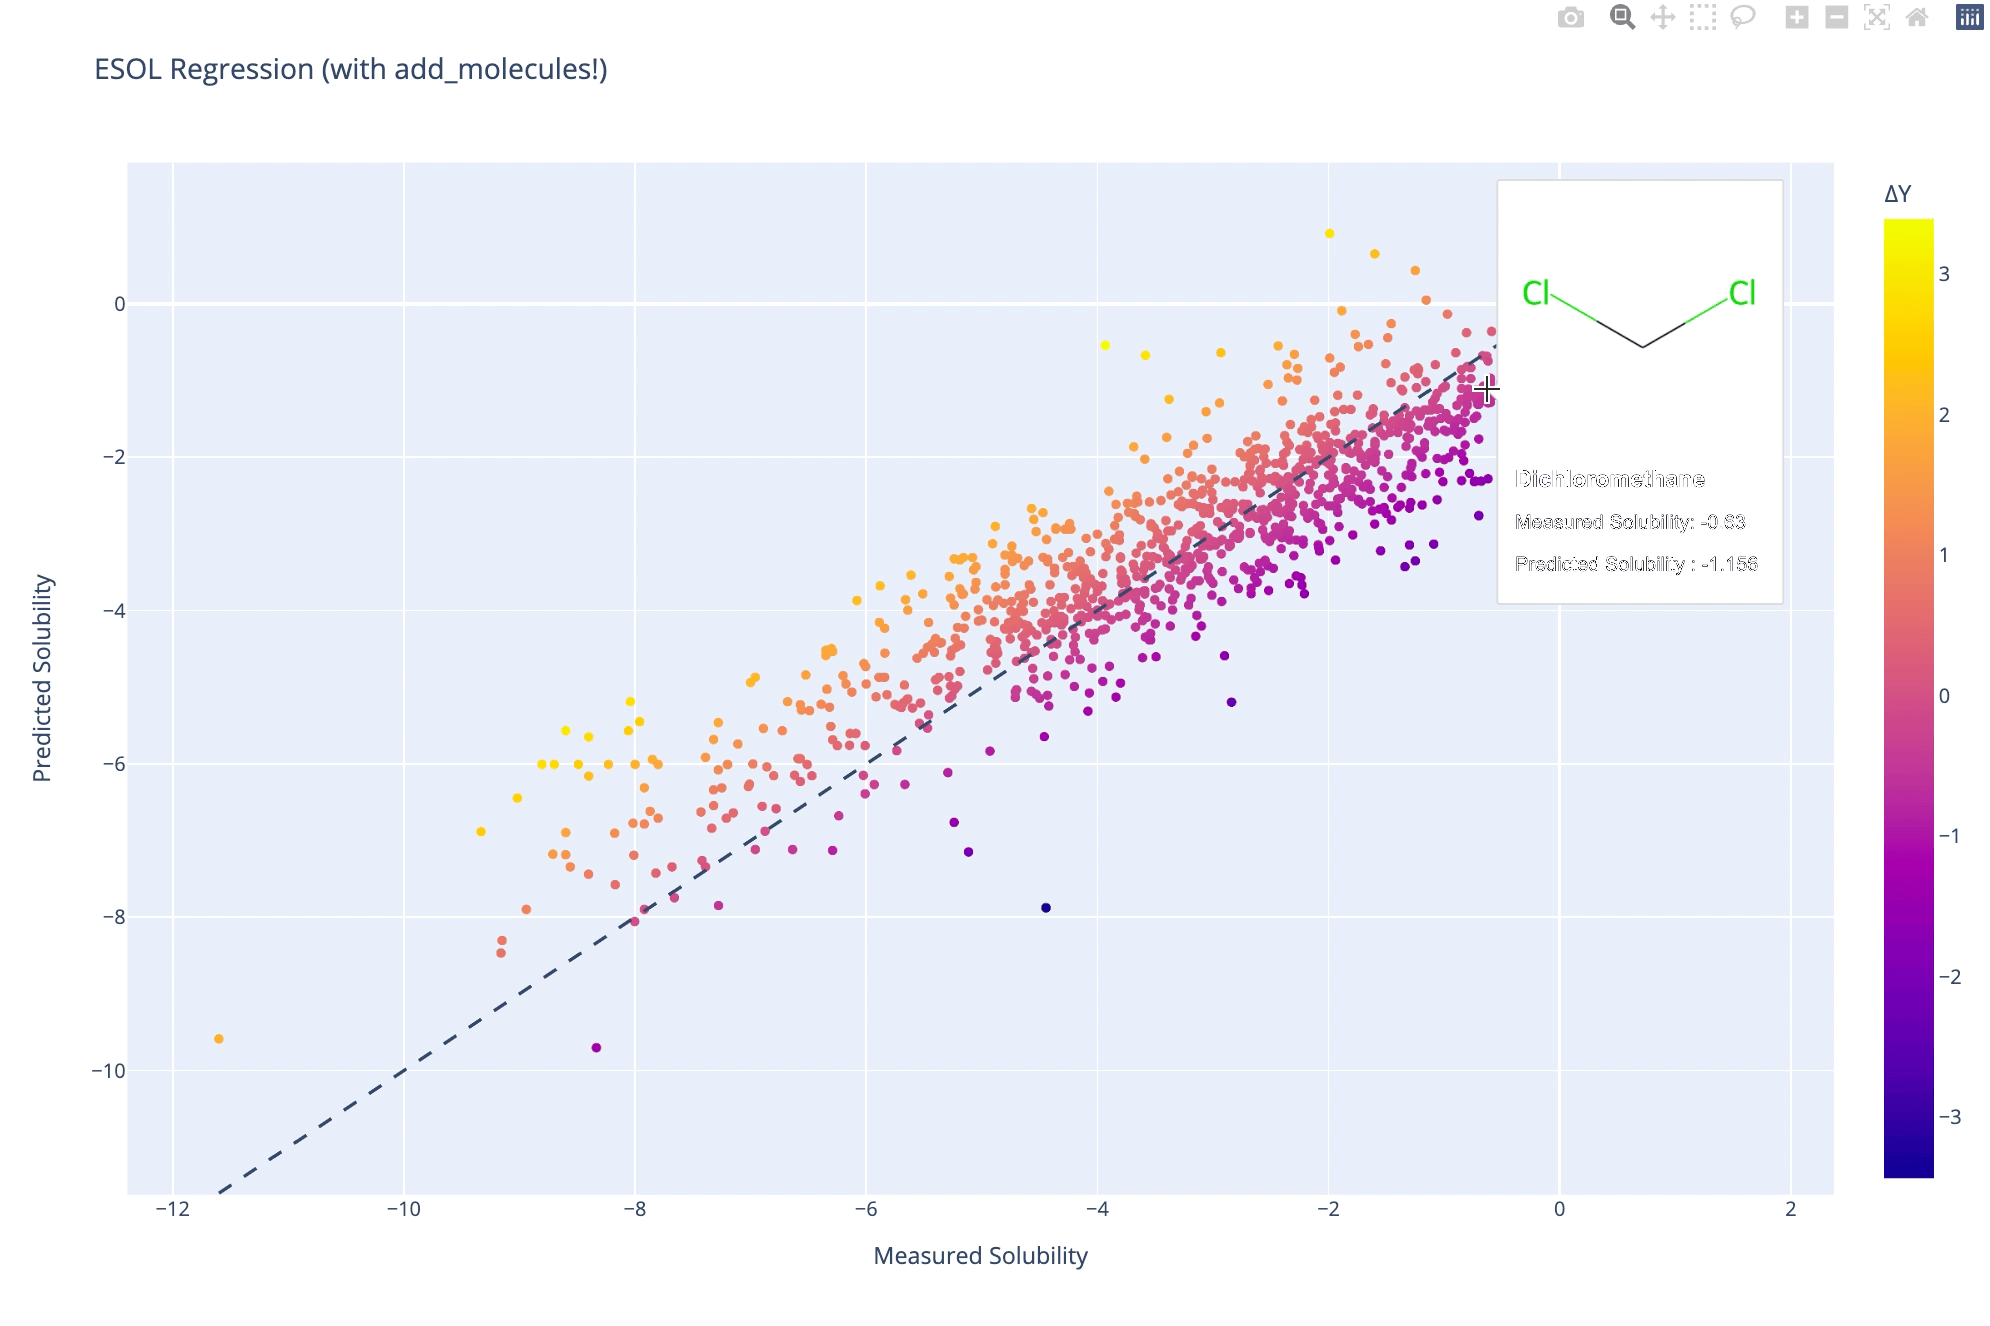 ESOL Regression (with add_molecules!)
ΔY
Cl Cl
Dichloromethane
Measured Solubility: -0.63
Predicted Solubility : -1.156
3
2
1
0
−1
−2
−3
Predicted Solubility
0
−2
−4
−6
−8
−10
−12 −10 −8 −6 −4 −2 0 2
Measured Solubility